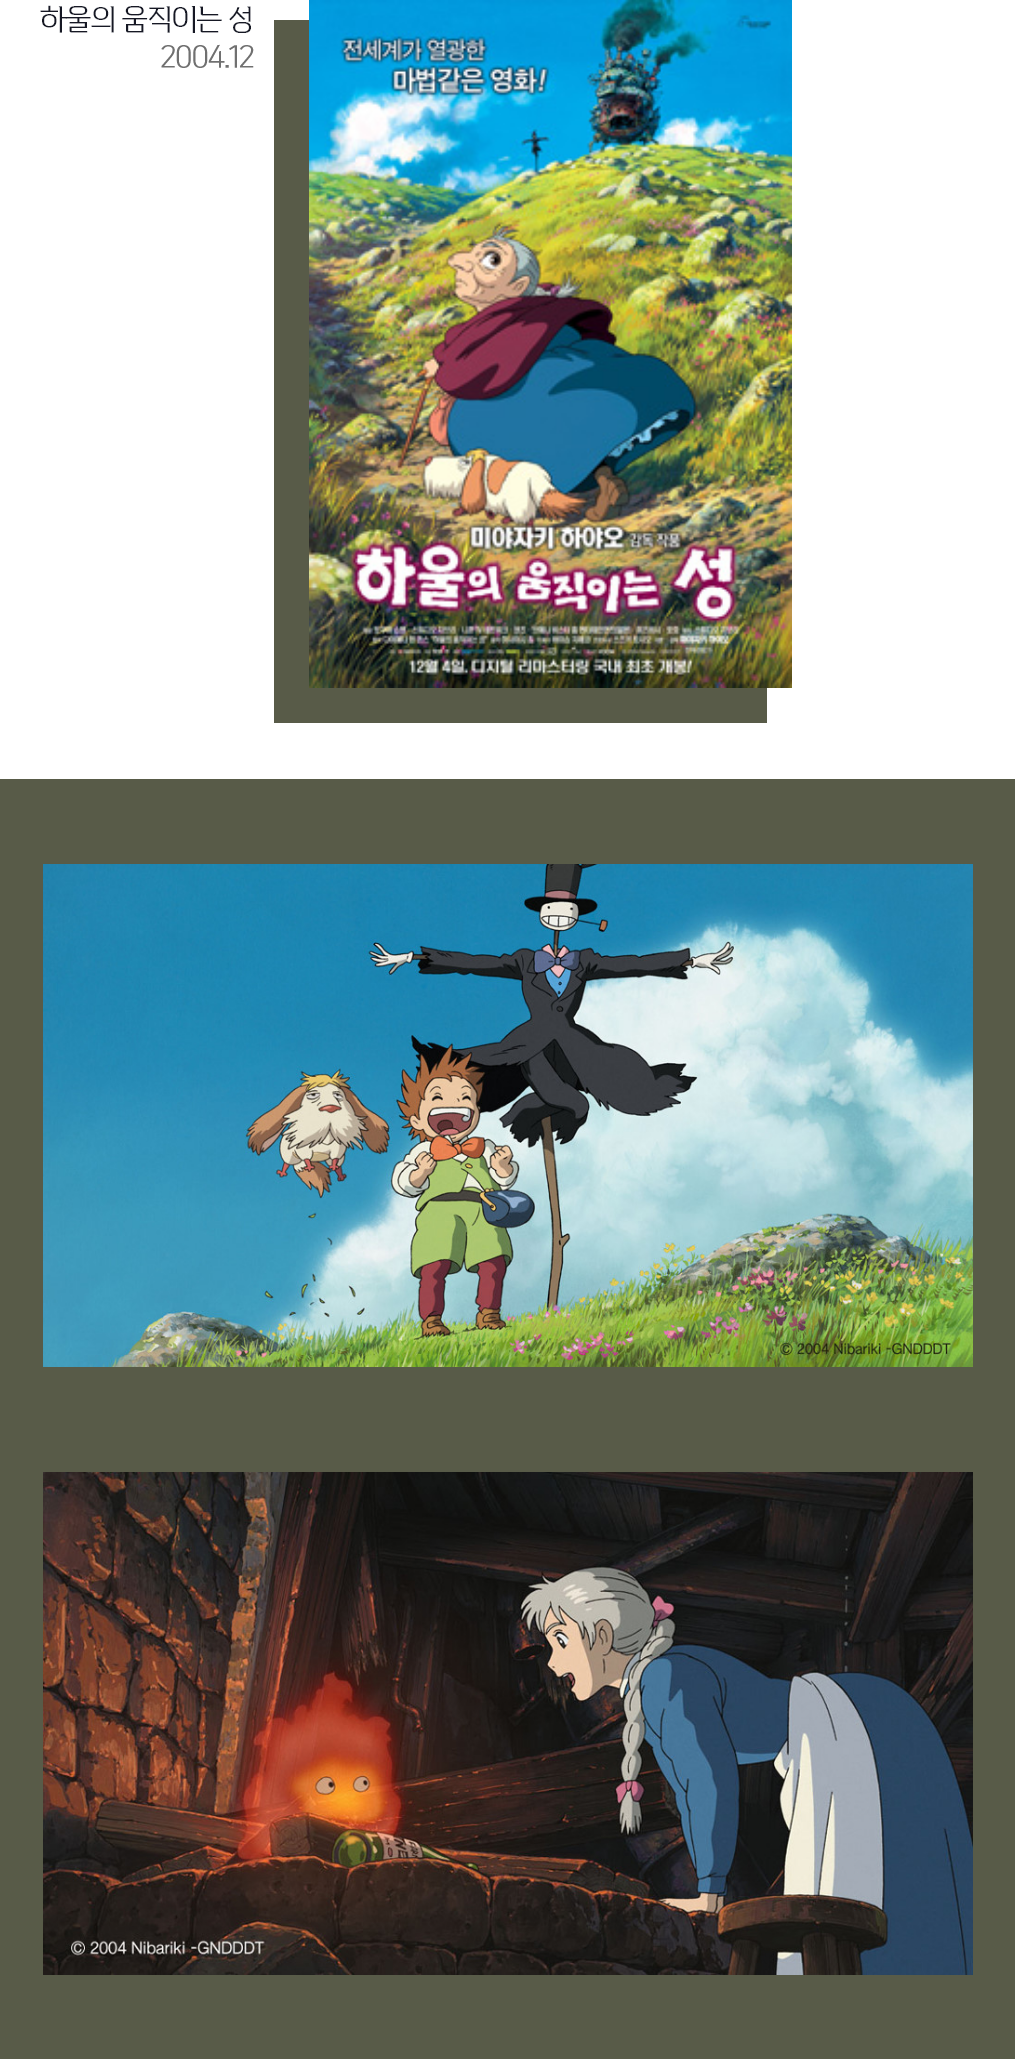 하울의 움직이는 성
2004.12
전세계가 열광한
마법같은 영화!
미야자키 하야오 감독 작품
하울의 움직이는 성
12월 4일, 디지털 리마스터링 국내 최초 개봉!
© 2004 Nibariki -GNDDDT
© 2004 Nibariki -GNDDDT